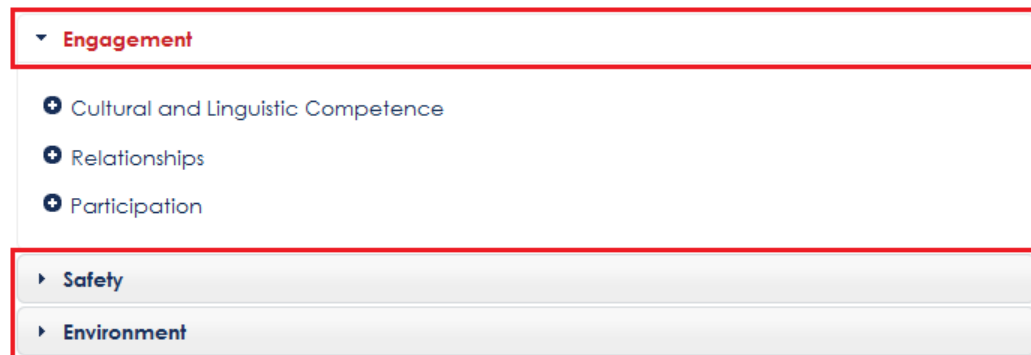 Engagement
Cultural and Linguistic Competence
Relationships
Participation
Safety
Environment